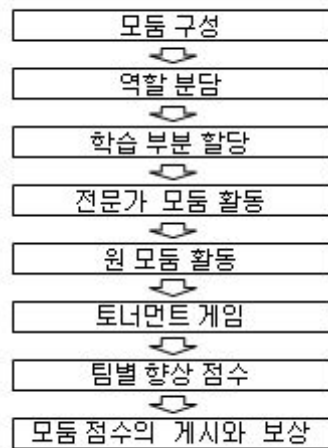 모둠 구성
역할 분담
학습 부분 할당
전문가 모둠 활동
원 모둠 활동
토너먼트 게임
팀별 향상 점수
모둠 점수의 게시와 보상